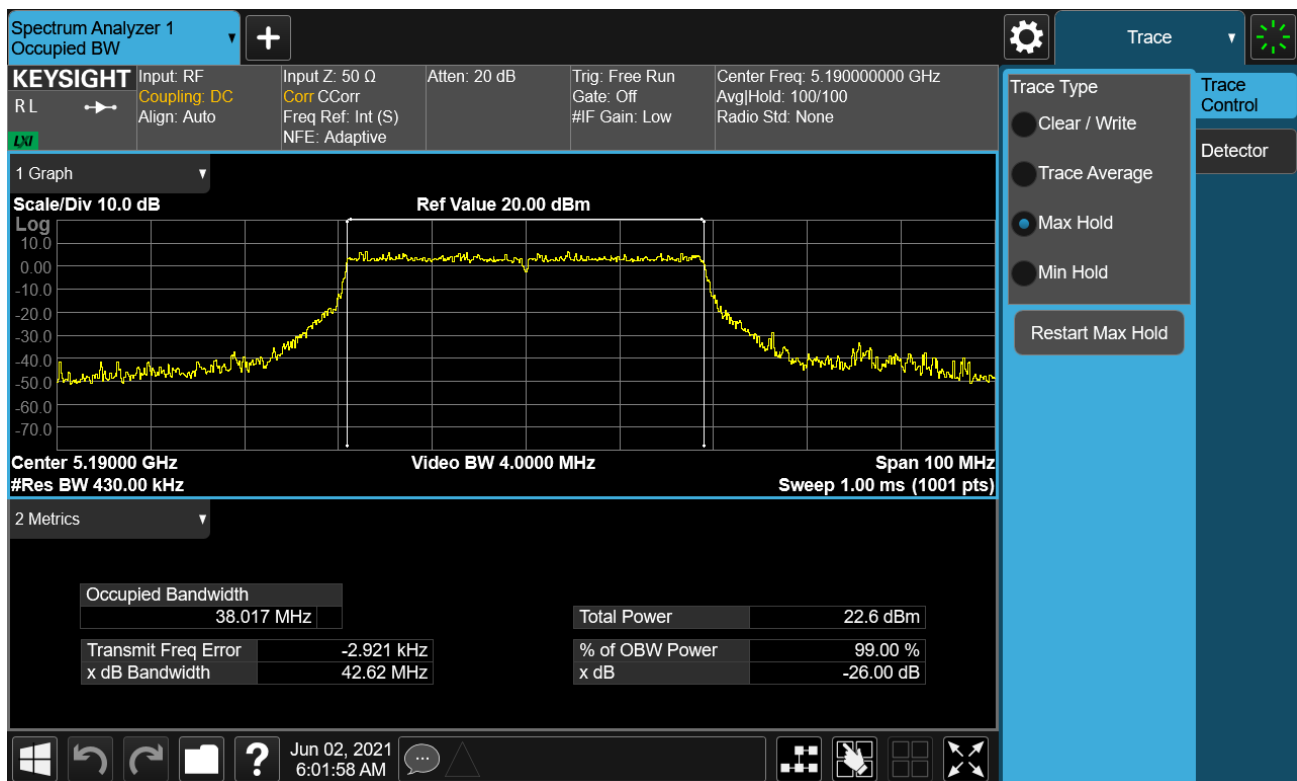 Spectrum Analyzer 1
Occupied BW
+
Trace
KEYSIGHT
R L
LXI
Input: RF
Coupling: DC
Align: Auto
Input Z: 50 Ω
Corr CCorr
Freq Ref: Int (S)
NFE: Adaptive
Atten: 20 dB
Trig: Free Run
Gate: Off
#IF Gain: Low
Center Freq: 5.190000000 GHz
Avg|Hold: 100/100
Radio Std: None
Trace Type
Clear / Write
Trace Average
Max Hold
Min Hold
Restart Max Hold
Trace
Control
Detector
1 Graph
Scale/Div 10.0 dB
Ref Value 20.00 dBm
Log
10.0
0.00
-10.0
-20.0
-30.0
-40.0
-50.0
-60.0
-70.0
Center 5.19000 GHz
Video BW 4.0000 MHz
Span 100 MHz
#Res BW 430.00 kHz
Sweep 1.00 ms (1001 pts)
2 Metrics
Occupied Bandwidth
38.017 MHz
Total Power 22.6 dBm
Transmit Freq Error -2.921 kHz
% of OBW Power 99.00 %
x dB Bandwidth 42.62 MHz
x dB -26.00 dB
?
Jun 02, 2021
6:01:58 AM